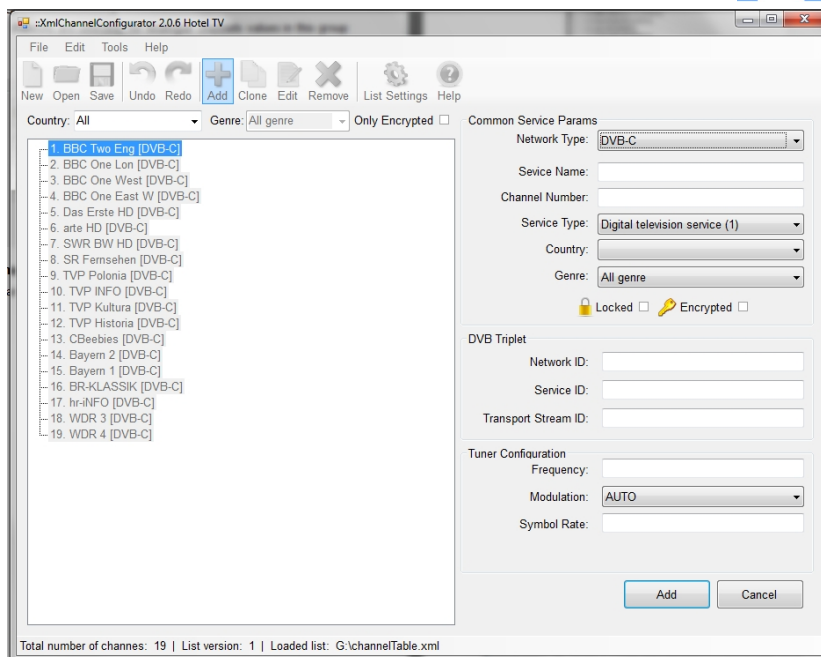 ::XmlChannelConfigurator 2.0.6 Hotel TV
File Edit Tools Help
New Open Save Undo Redo Add Clone Edit Remove List Settings Help
Country: All Genre: All genre Only Encrypted
1. BBC Two Eng [DVB-C]
2. BBC One Lon [DVB-C]
3. BBC One West [DVB-C]
4. BBC One East W [DVB-C]
5. Das Erste HD [DVB-C]
6. arte HD [DVB-C]
7. SWR BW HD [DVB-C]
8. SR Fernsehen [DVB-C]
9. TVP Polonia [DVB-C]
10. TVP INFO [DVB-C]
11. TVP Kultura [DVB-C]
12. TVP Historia [DVB-C]
13. CBeebies [DVB-C]
14. Bayern 2 [DVB-C]
15. Bayern 1 [DVB-C]
16. BR-KLASSIK [DVB-C]
17. hr-iNFO [DVB-C]
18. WDR 3 [DVB-C]
19. WDR 4 [DVB-C]
Common Service Params
Network Type: DVB-C
Sevice Name:
Channel Number:
Service Type: Digital television service (1)
Country:
Genre: All genre
Locked Encrypted
DVB Triplet
Network ID:
Service ID:
Transport Stream ID:
Tuner Configuration
Frequency:
Modulation: AUTO
Symbol Rate:
Add Cancel
Total number of channes: 19 | List version: 1 | Loaded list: G:\channelTable.xml